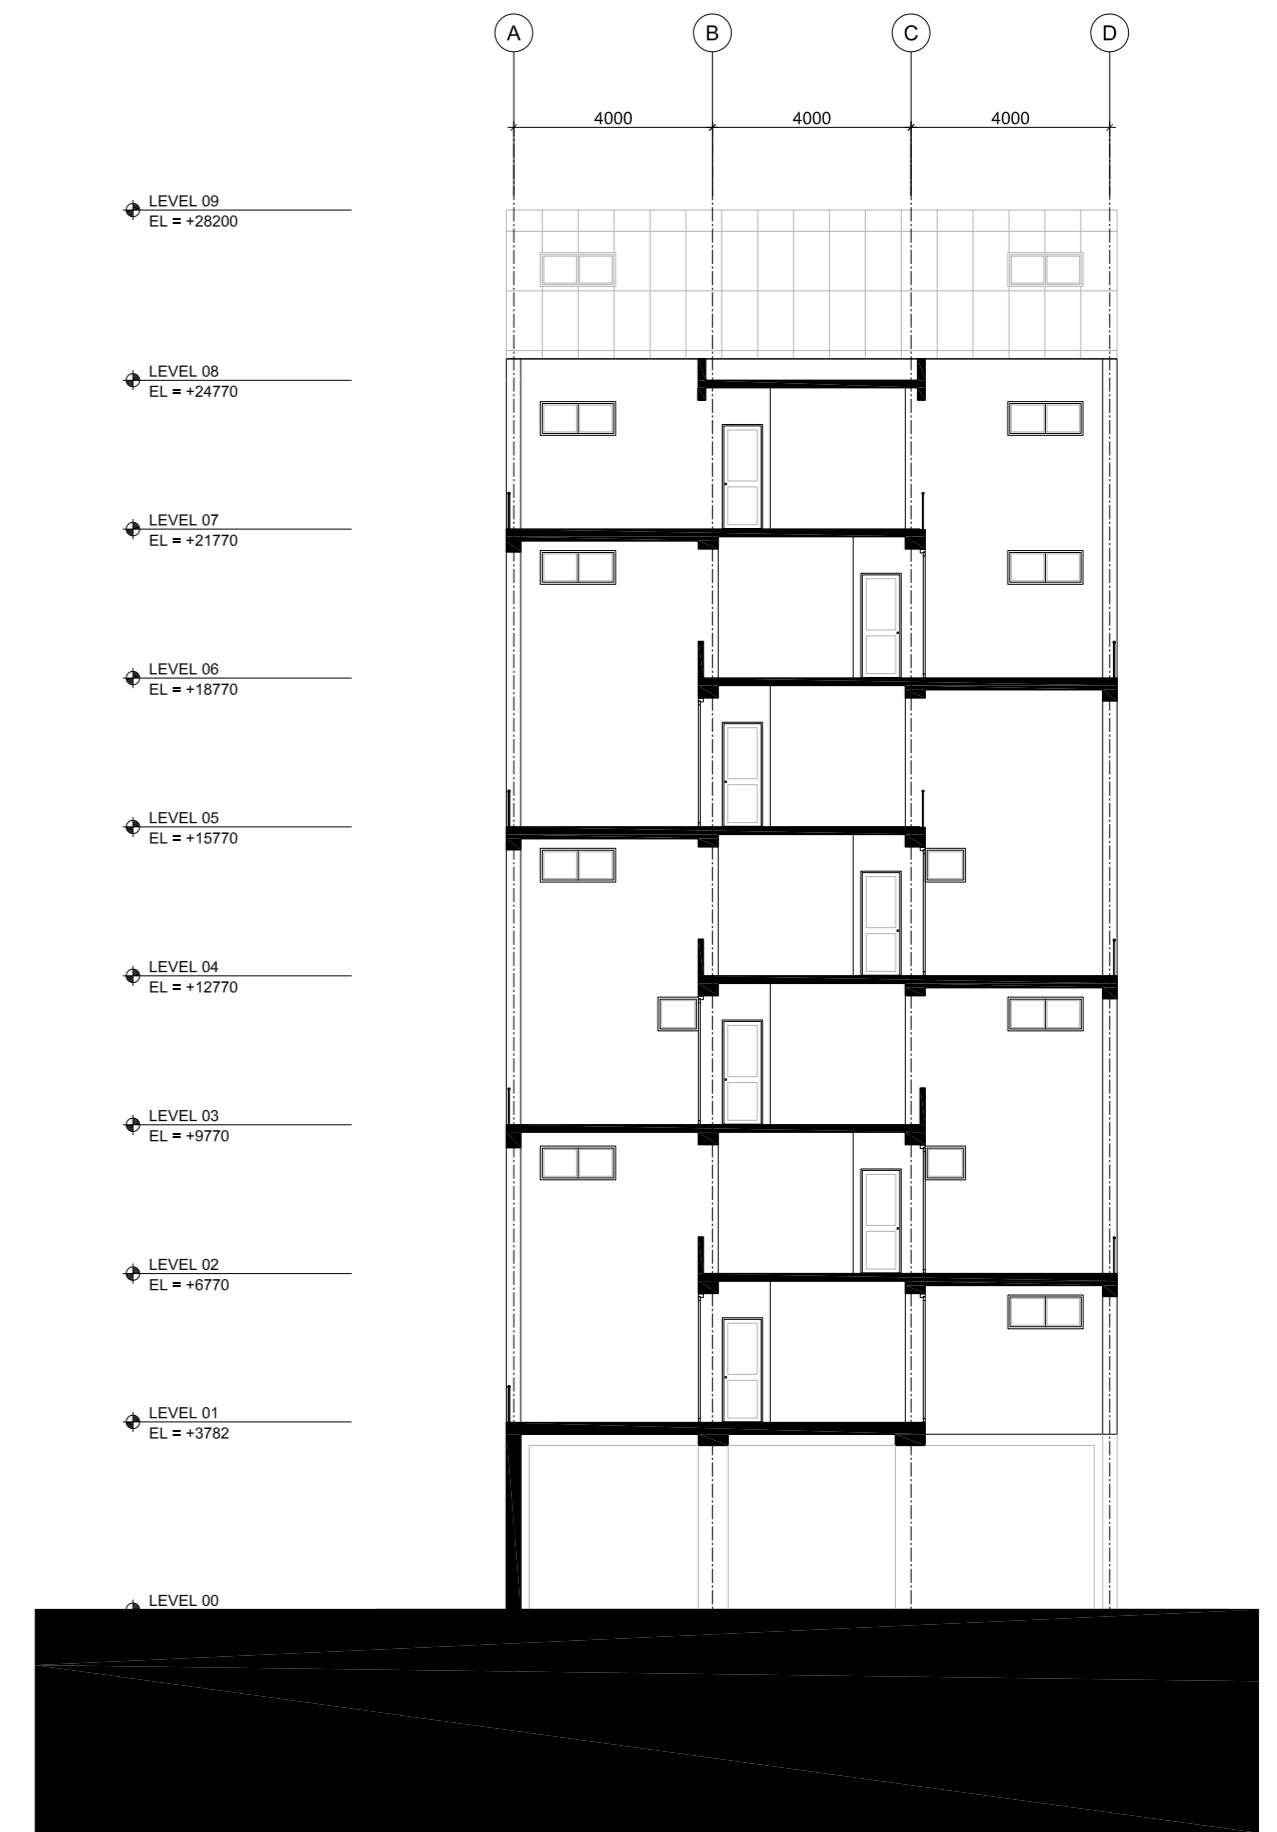 A B C D
4000 4000 4000
LEVEL 09
EL = +28200
LEVEL 08
EL = +24770
LEVEL 07
EL = +21770
LEVEL 06
EL = +18770
LEVEL 05
EL = +15770
LEVEL 04
EL = +12770
LEVEL 03
EL = +9770
LEVEL 02
EL = +6770
LEVEL 01
EL = +3782
LEVEL 00